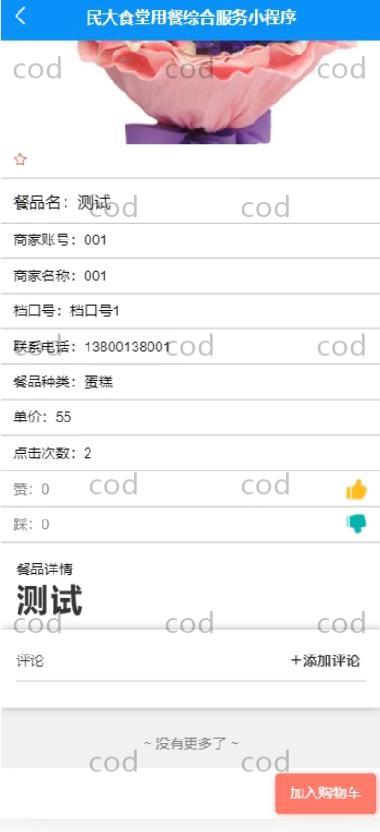 民大食堂用餐综合服务小程序
cod cod cod
餐品名：测试
cod cod
商家账号：001
商家名称：001
档口号：档口号1
联系电话：13800138001
cod cod cod
餐品种类：蛋糕
单价：55
点击次数：2
赞：0
cod cod
踩：0
餐品详情
测试
cod cod cod
评论 +添加评论
~ 没有更多了 ~
cod cod
加入购物车